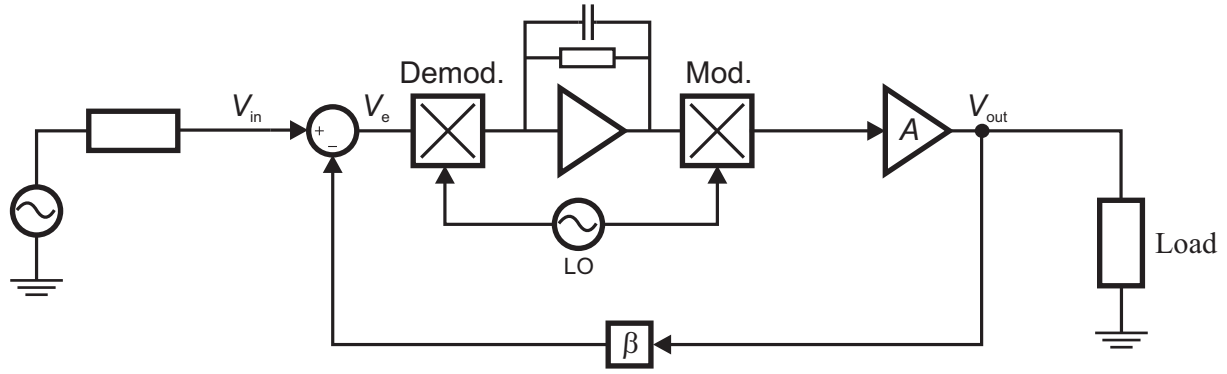 Demod.
Mod.
V_in
+
−
V_e
A
V_out
LO
Load
β